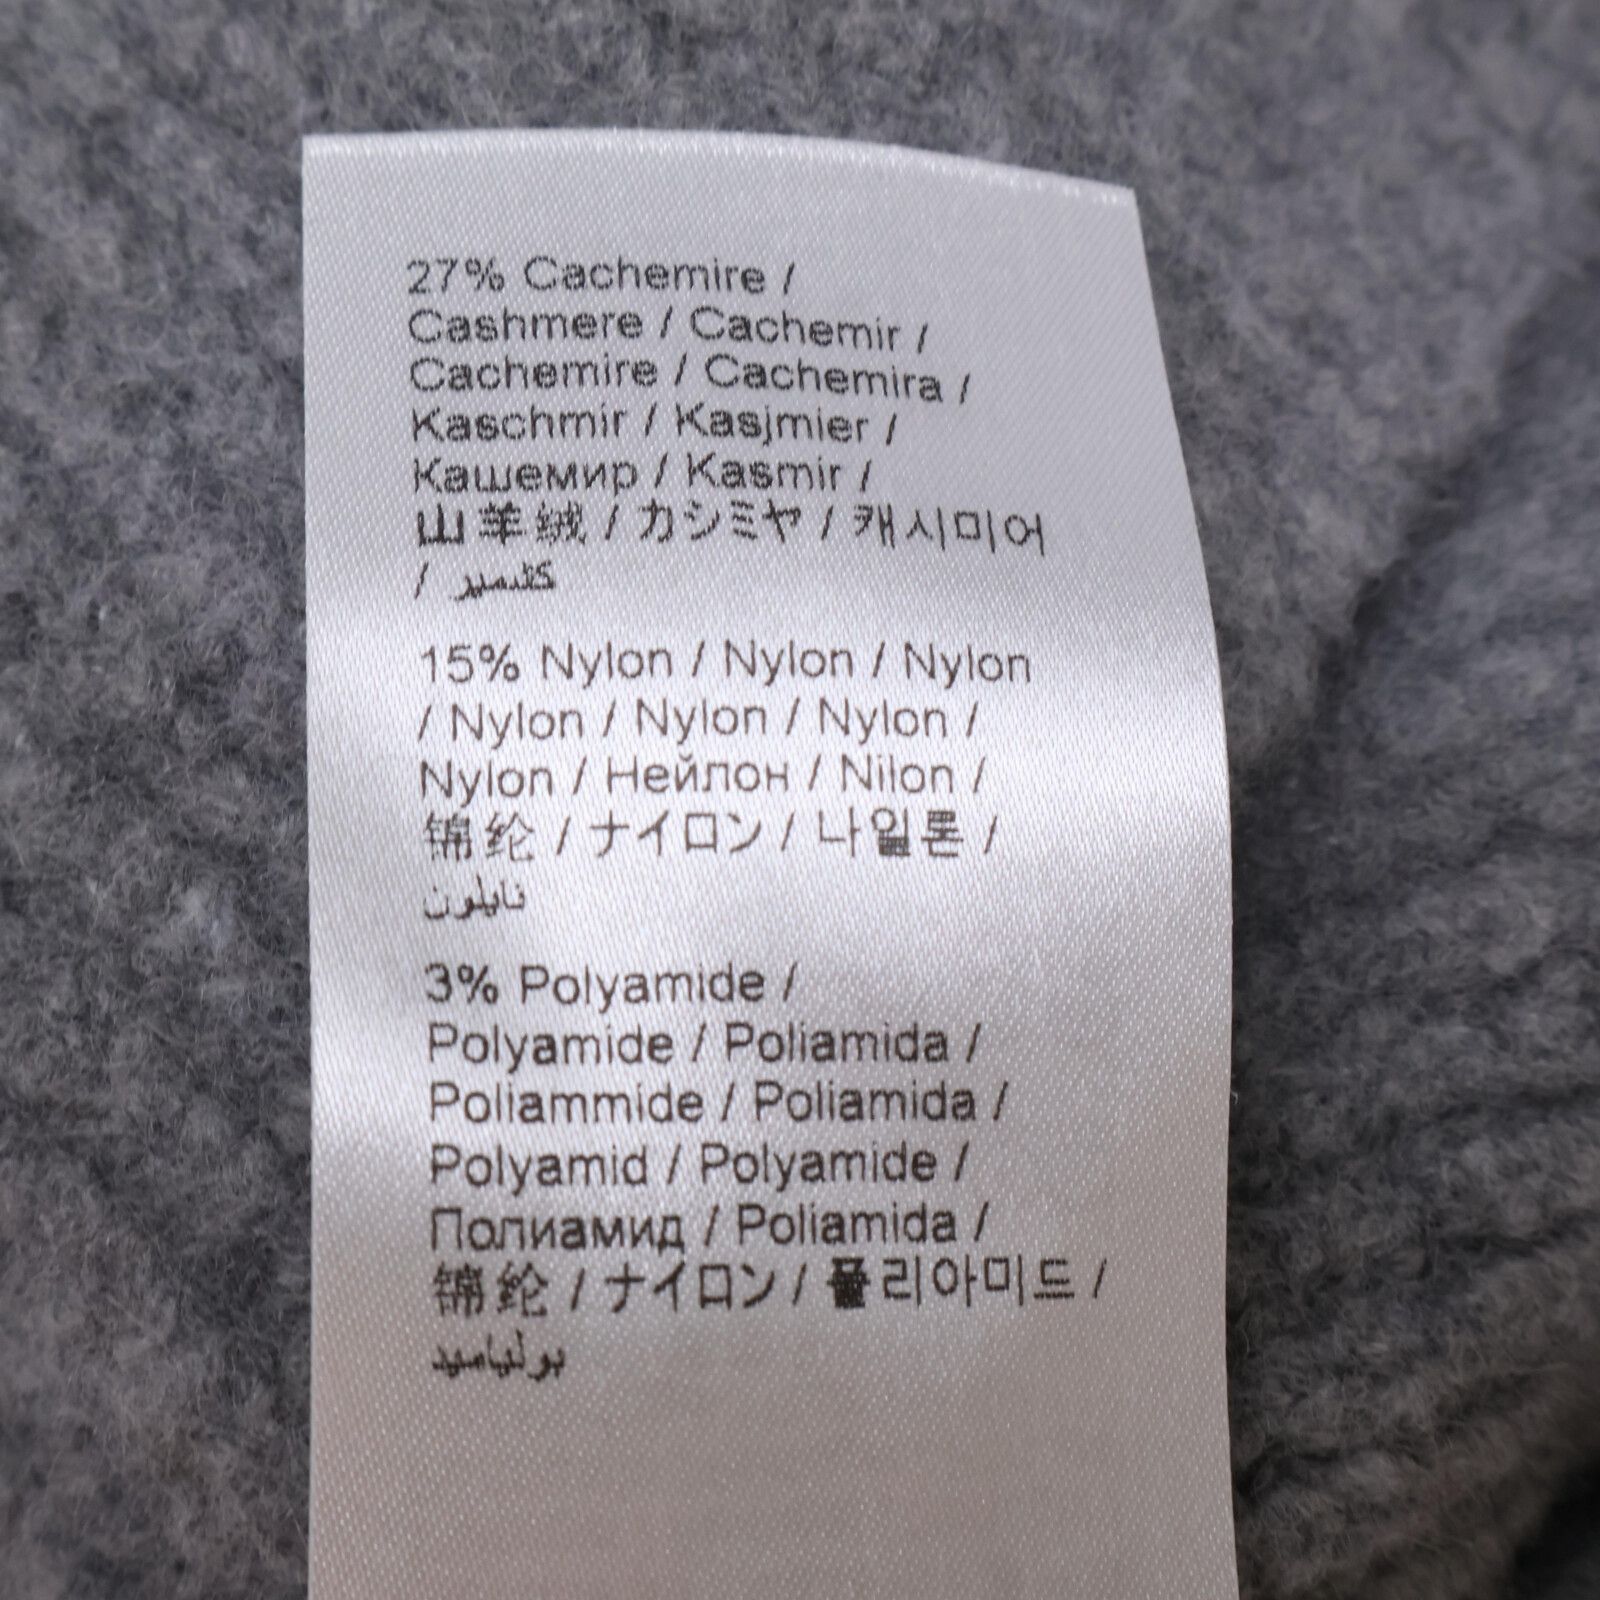 27% Cachemire /
Cashmere / Cachemir /
Cachemire / Cachemira /
Kaschmir / Kasjmier /
Кашемир / Kasmir /
山羊绒 / カシミヤ / 캐시미어
/ كشمير
15% Nylon / Nylon / Nylon
/ Nylon / Nylon / Nylon /
Nylon / Нейлон / Nilon /
锦纶 / ナイロン / 나일론 /
نايلون
3% Polyamide /
Polyamide / Poliamida /
Poliammide / Poliamida /
Polyamid / Polyamide /
Полиамид / Poliamida /
锦纶 / ナイロン / 폴리아미드 /
بولياميد